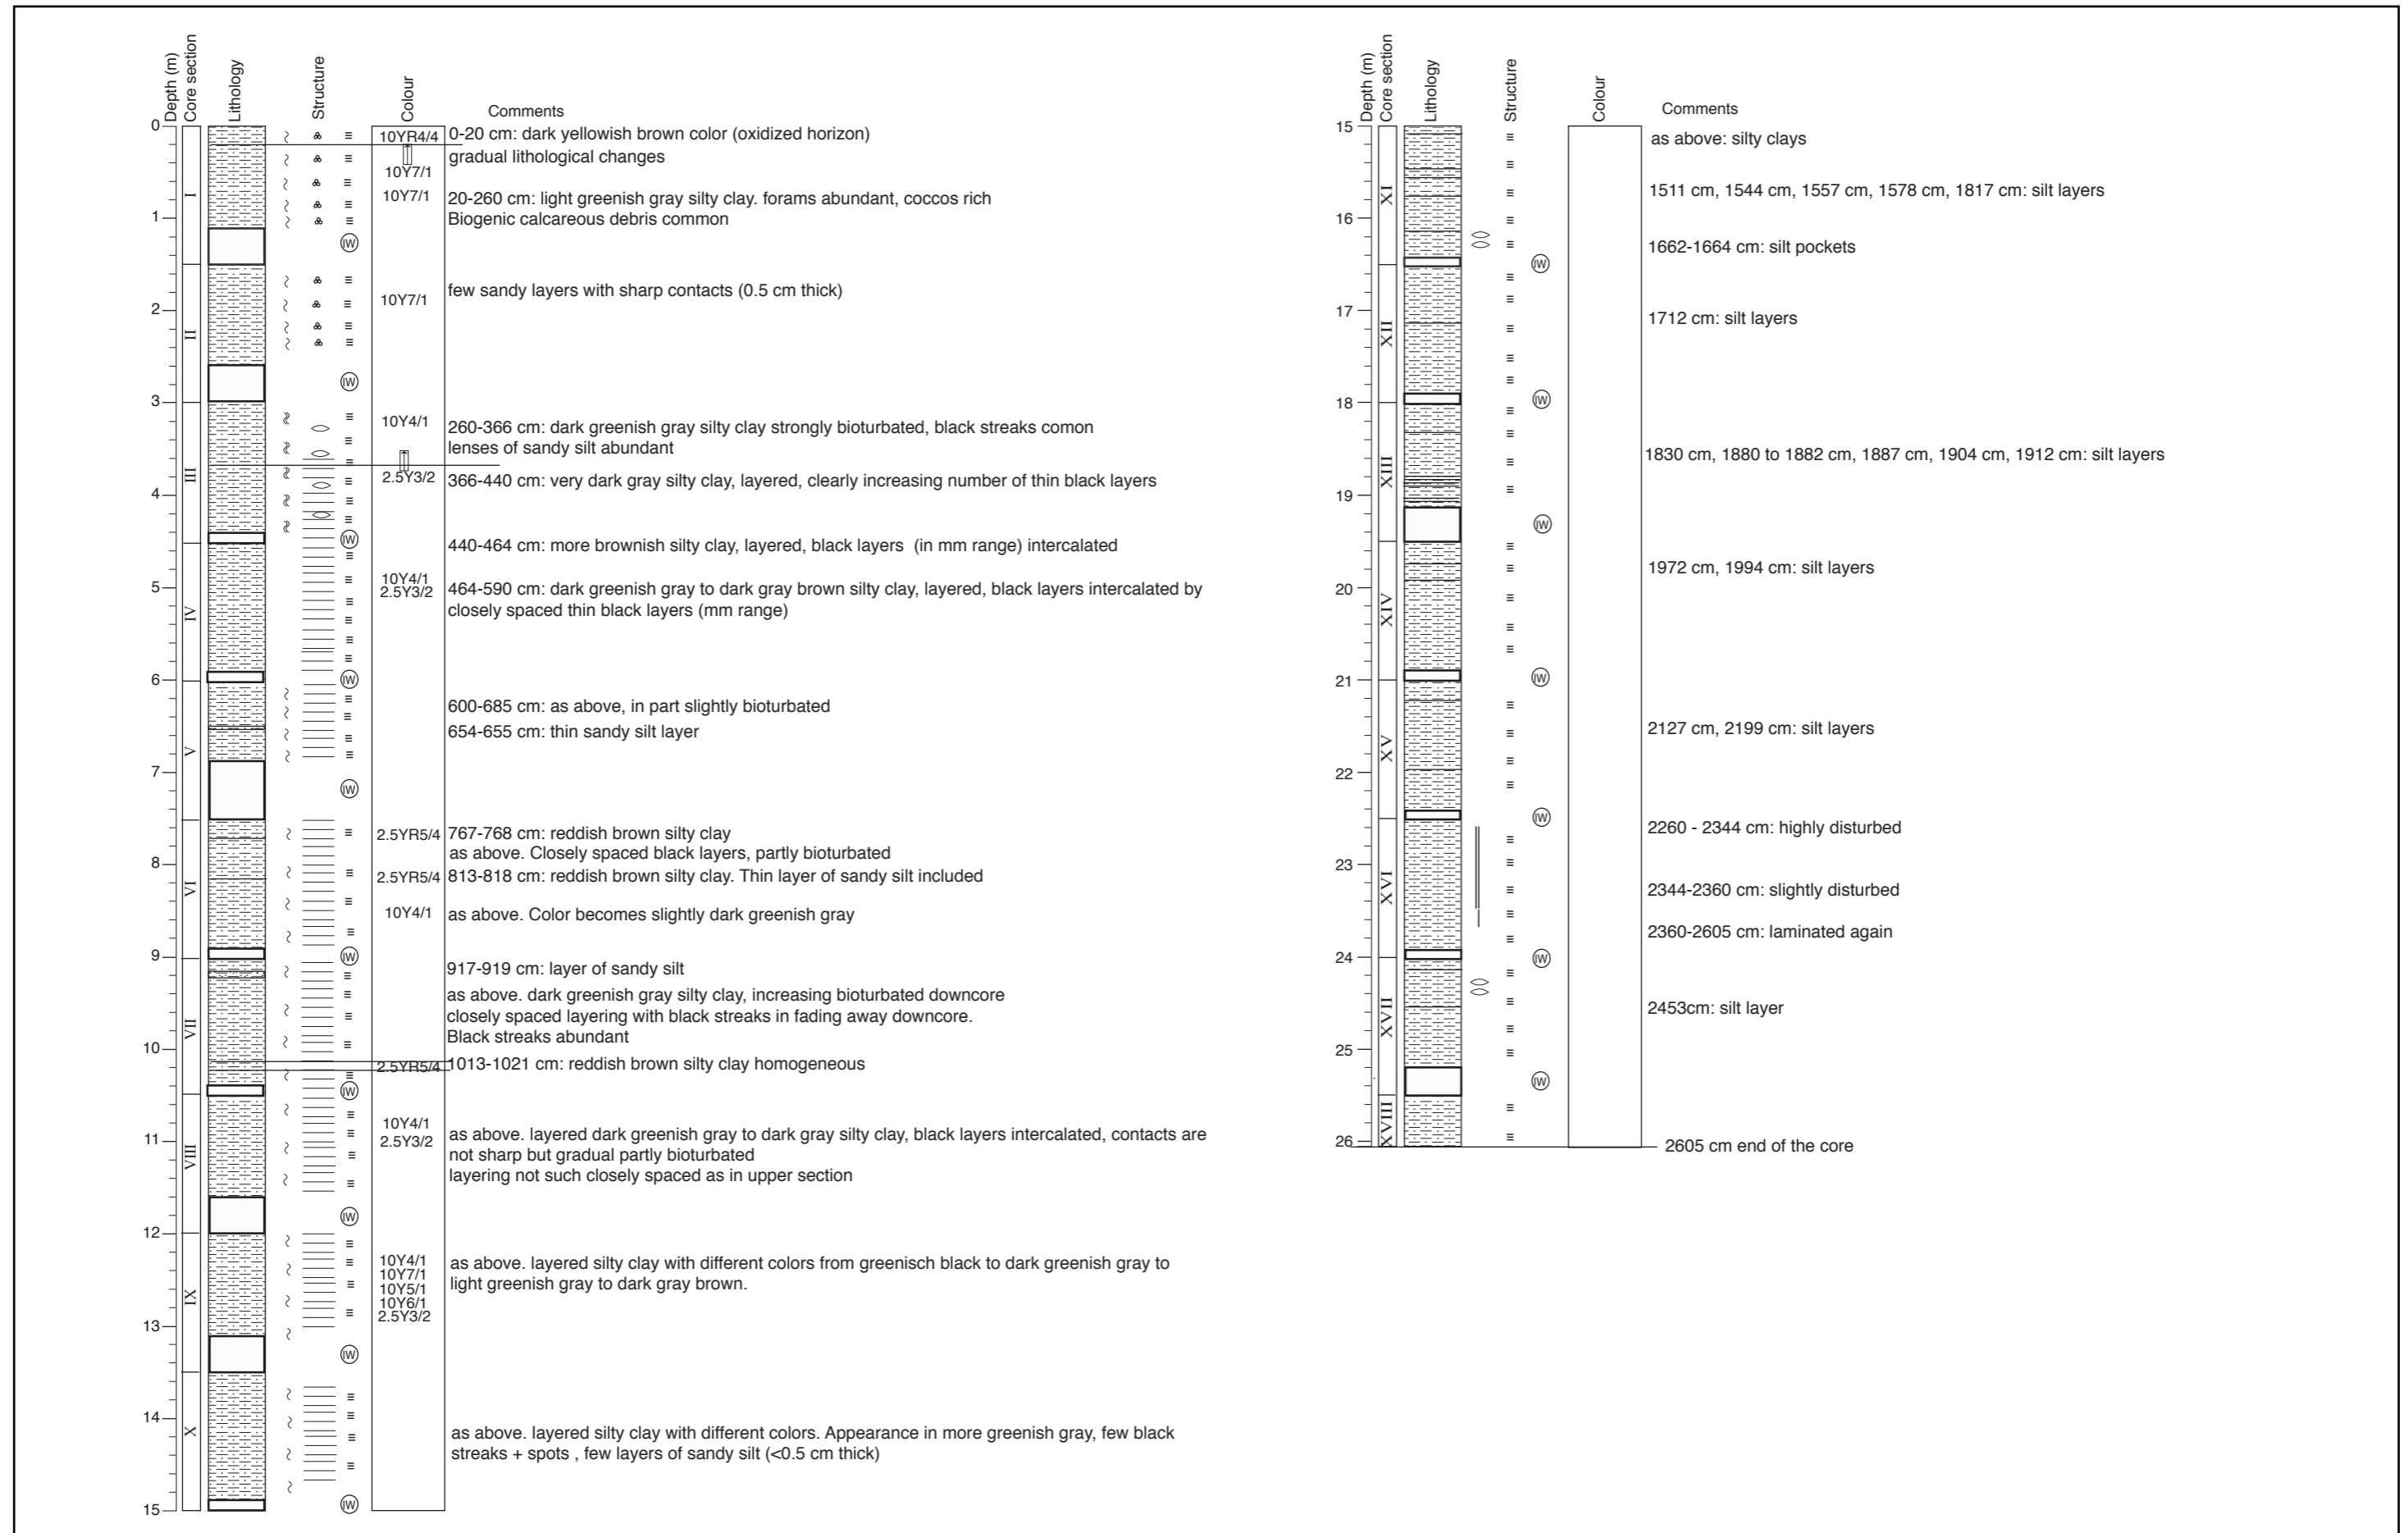 Depth (m)
Core section
Lithology
Structure
Colour
Comments
0
1
2
3
4
5
6
7
8
9
10
11
12
13
14
15
I
II
III
IV
V
VI
VII
VIII
IX
X
IW
IW
IW
IW
IW
IW
IW
IW
IW
IW
10YR4/4 0-20 cm: dark yellowish brown color (oxidized horizon)
gradual lithological changes
10Y7/1
10Y7/1 20-260 cm: light greenish gray silty clay. forams abundant, coccos rich
Biogenic calcareous debris common
10Y7/1 few sandy layers with sharp contacts (0.5 cm thick)
10Y4/1 260-366 cm: dark greenish gray silty clay strongly bioturbated, black streaks comon
lenses of sandy silt abundant
2.5Y3/2 366-440 cm: very dark gray silty clay, layered, clearly increasing number of thin black layers
440-464 cm: more brownish silty clay, layered, black layers (in mm range) intercalated
10Y4/1
2.5Y3/2 464-590 cm: dark greenish gray to dark gray brown silty clay, layered, black layers intercalated by
closely spaced thin black layers (mm range)
600-685 cm: as above, in part slightly bioturbated
654-655 cm: thin sandy silt layer
2.5YR5/4 767-768 cm: reddish brown silty clay
as above. Closely spaced black layers, partly bioturbated
2.5YR5/4 813-818 cm: reddish brown silty clay. Thin layer of sandy silt included
10Y4/1 as above. Color becomes slightly dark greenish gray
917-919 cm: layer of sandy silt
as above. dark greenish gray silty clay, increasing bioturbated downcore
closely spaced layering with black streaks in fading away downcore.
Black streaks abundant
2.5YR5/4 1013-1021 cm: reddish brown silty clay homogeneous
10Y4/1
2.5Y3/2 as above. layered dark greenish gray to dark gray silty clay, black layers intercalated, contacts are
not sharp but gradual partly bioturbated
layering not such closely spaced as in upper section
10Y4/1 as above. layered silty clay with different colors from greenisch black to dark greenish gray to
10Y7/1
10Y5/1 light greenish gray to dark gray brown.
10Y6/1
2.5Y3/2
as above. layered silty clay with different colors. Appearance in more greenish gray, few black
streaks + spots , few layers of sandy silt (<0.5 cm thick)
Depth (m)
Core section
Lithology
Structure
Colour
Comments
15
16
17
18
19
20
21
22
23
24
25
26
XI
XII
XIII
XIV
XV
XVI
XVII
XVIII
IW
IW
IW
IW
IW
IW
IW
as above: silty clays
1511 cm, 1544 cm, 1557 cm, 1578 cm, 1817 cm: silt layers
1662-1664 cm: silt pockets
1712 cm: silt layers
1830 cm, 1880 to 1882 cm, 1887 cm, 1904 cm, 1912 cm: silt layers
1972 cm, 1994 cm: silt layers
2127 cm, 2199 cm: silt layers
2260 - 2344 cm: highly disturbed
2344-2360 cm: slightly disturbed
2360-2605 cm: laminated again
2453cm: silt layer
2605 cm end of the core